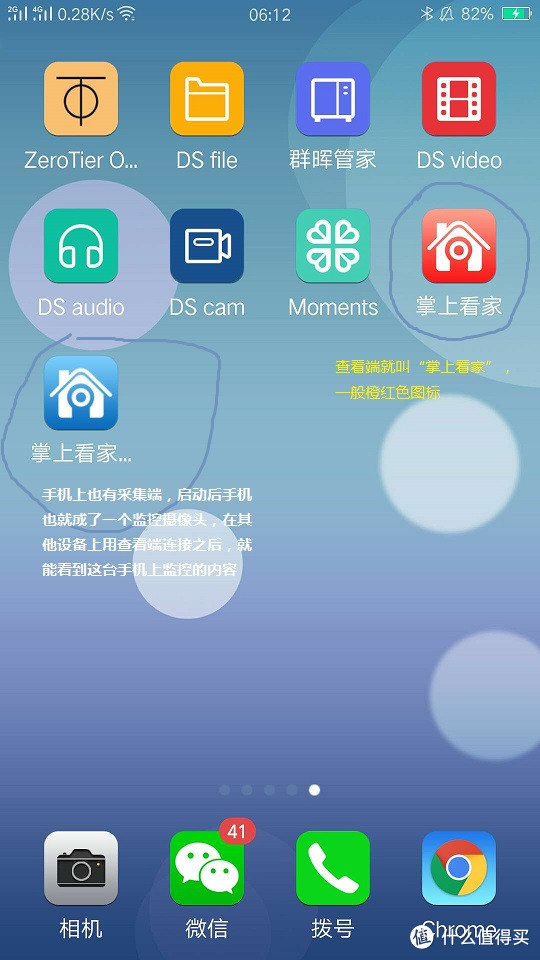 2G 4G 0.28K/s 06:12 82%
ZeroTier O... DS file 群晖管家 DS video
DS audio DS cam Moments 掌上看家
查看端就叫“掌上看家”，
一般橙红色图标
掌上看家...
手机上也有采集端，启动后手机
也就成了一个监控摄像头，在其
他设备上用查看端连接之后，就
能看到这台手机上监控的内容
41
相机 微信 拨号 Chrome
值 什么值得买